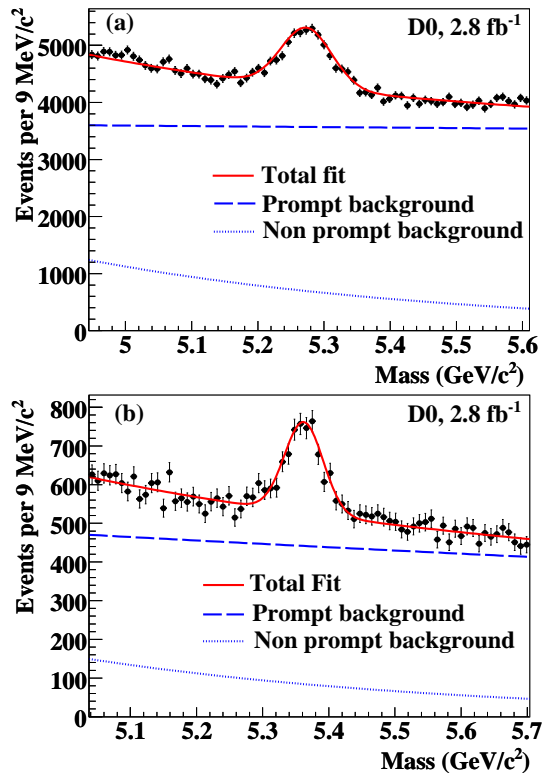 (a)
D0, 2.8 fb⁻¹
Events per 9 MeV/c²
5000
4000
3000
2000
1000
0
Total fit
Prompt background
Non prompt background
5 5.1 5.2 5.3 5.4 5.5 5.6
Mass (GeV/c²)
(b)
D0, 2.8 fb⁻¹
Events per 9 MeV/c²
800
700
600
500
400
300
200
100
0
Total Fit
Prompt background
Non prompt background
5.1 5.2 5.3 5.4 5.5 5.6 5.7
Mass (GeV/c²)